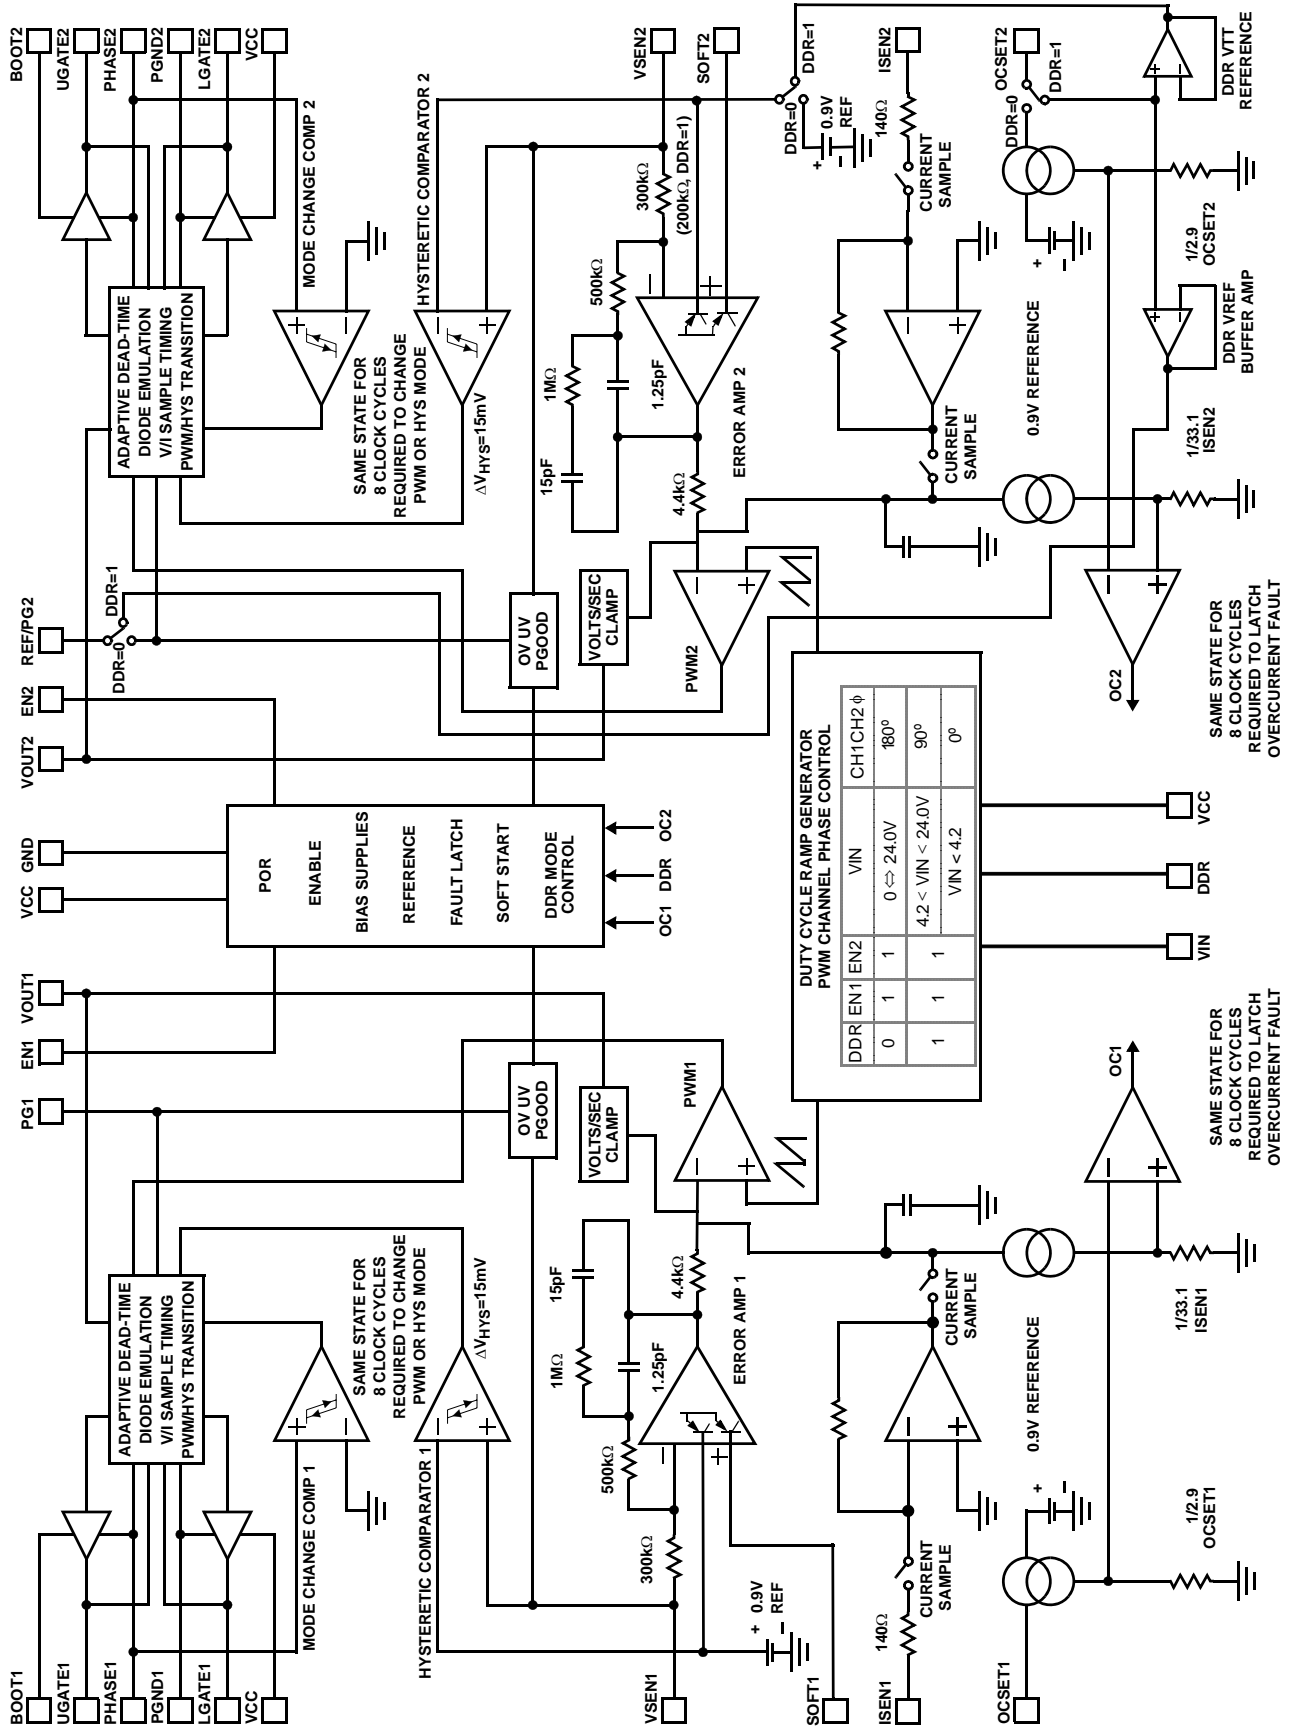 BOOT2
UGATE2
PHASE2
PGND2
LGATE2
VCC
VSEN2
SOFT2
ISEN2
OCSET2
DDR VTT
REFERENCE
DDR=1
DDR=0
0.9V
REF
+
−
140Ω
CURRENT
SAMPLE
DDR=1
DDR=0
+
−
MODE CHANGE COMP 2
HYSTERETIC COMPARATOR 2
300kΩ
(200kΩ, DDR=1)
500kΩ
1MΩ
15pF
1.25pF
−
+
ERROR AMP 2
4.4kΩ
ADAPTIVE DEAD-TIME
DIODE EMULATION
V/I SAMPLE TIMING
PWM/HYS TRANSITION
+
−
SAME STATE FOR
8 CLOCK CYCLES
REQUIRED TO CHANGE
PWM OR HYS MODE
−
+
ΔVHYS=15mV
−
+
CURRENT
SAMPLE
+
−
0.9V REFERENCE
1/2.9
OCSET2
DDR VREF
BUFFER AMP
+
−
1/33.1
ISEN2
REF/PG2
DDR=1
DDR=0
EN2
VOUT2
OV UV
PGOOD
VOLTS/SEC
CLAMP
−
+
PWM2
−
+
OC2
SAME STATE FOR
8 CLOCK CYCLES
REQUIRED TO LATCH
OVERCURRENT FAULT
GND
VCC
POR
ENABLE
BIAS SUPPLIES
REFERENCE
FAULT LATCH
SOFT START
DDR MODE
CONTROL
OC1
DDR
OC2
DUTY CYCLE RAMP GENERATOR
PWM CHANNEL PHASE CONTROL
DDR EN1 EN2 VIN CH1CH2 ϕ
0 1 1 0⇔24.0V 180º
1 1 1 4.2 < VIN < 24.0V 90º
VIN < 4.2 0º
VCC
DDR
VIN
VOUT1
EN1
PG1
OV UV
PGOOD
VOLTS/SEC
CLAMP
PWM1
−
+
OC1
−
+
SAME STATE FOR
8 CLOCK CYCLES
REQUIRED TO LATCH
OVERCURRENT FAULT
ADAPTIVE DEAD-TIME
DIODE EMULATION
V/I SAMPLE TIMING
PWM/HYS TRANSITION
+
−
SAME STATE FOR
8 CLOCK CYCLES
REQUIRED TO CHANGE
PWM OR HYS MODE
−
+
ΔVHYS=15mV
MODE CHANGE COMP 1
HYSTERETIC COMPARATOR 1
15pF
1MΩ
1.25pF
500kΩ
300kΩ
4.4kΩ
−
+
ERROR AMP 1
+ 0.9V
− REF
CURRENT
SAMPLE
−
+
CURRENT
SAMPLE
140Ω
1/33.1
ISEN1
0.9V REFERENCE
+
−
1/2.9
OCSET1
BOOT1
UGATE1
PHASE1
PGND1
LGATE1
VCC
VSEN1
SOFT1
ISEN1
OCSET1